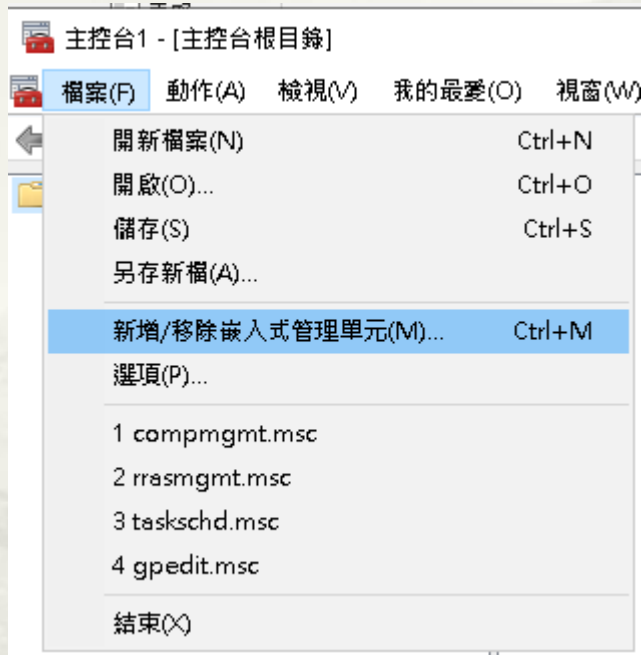 主控台1 - [主控台根目錄]
檔案(F) 動作(A) 檢視(V) 我的最愛(O) 視窗(W)
開新檔案(N) Ctrl+N
開啟(O)... Ctrl+O
儲存(S) Ctrl+S
另存新檔(A)...
新增/移除嵌入式管理單元(M)... Ctrl+M
選項(P)...
1 compmgmt.msc
2 rrasmgmt.msc
3 taskschd.msc
4 gpedit.msc
結束(X)